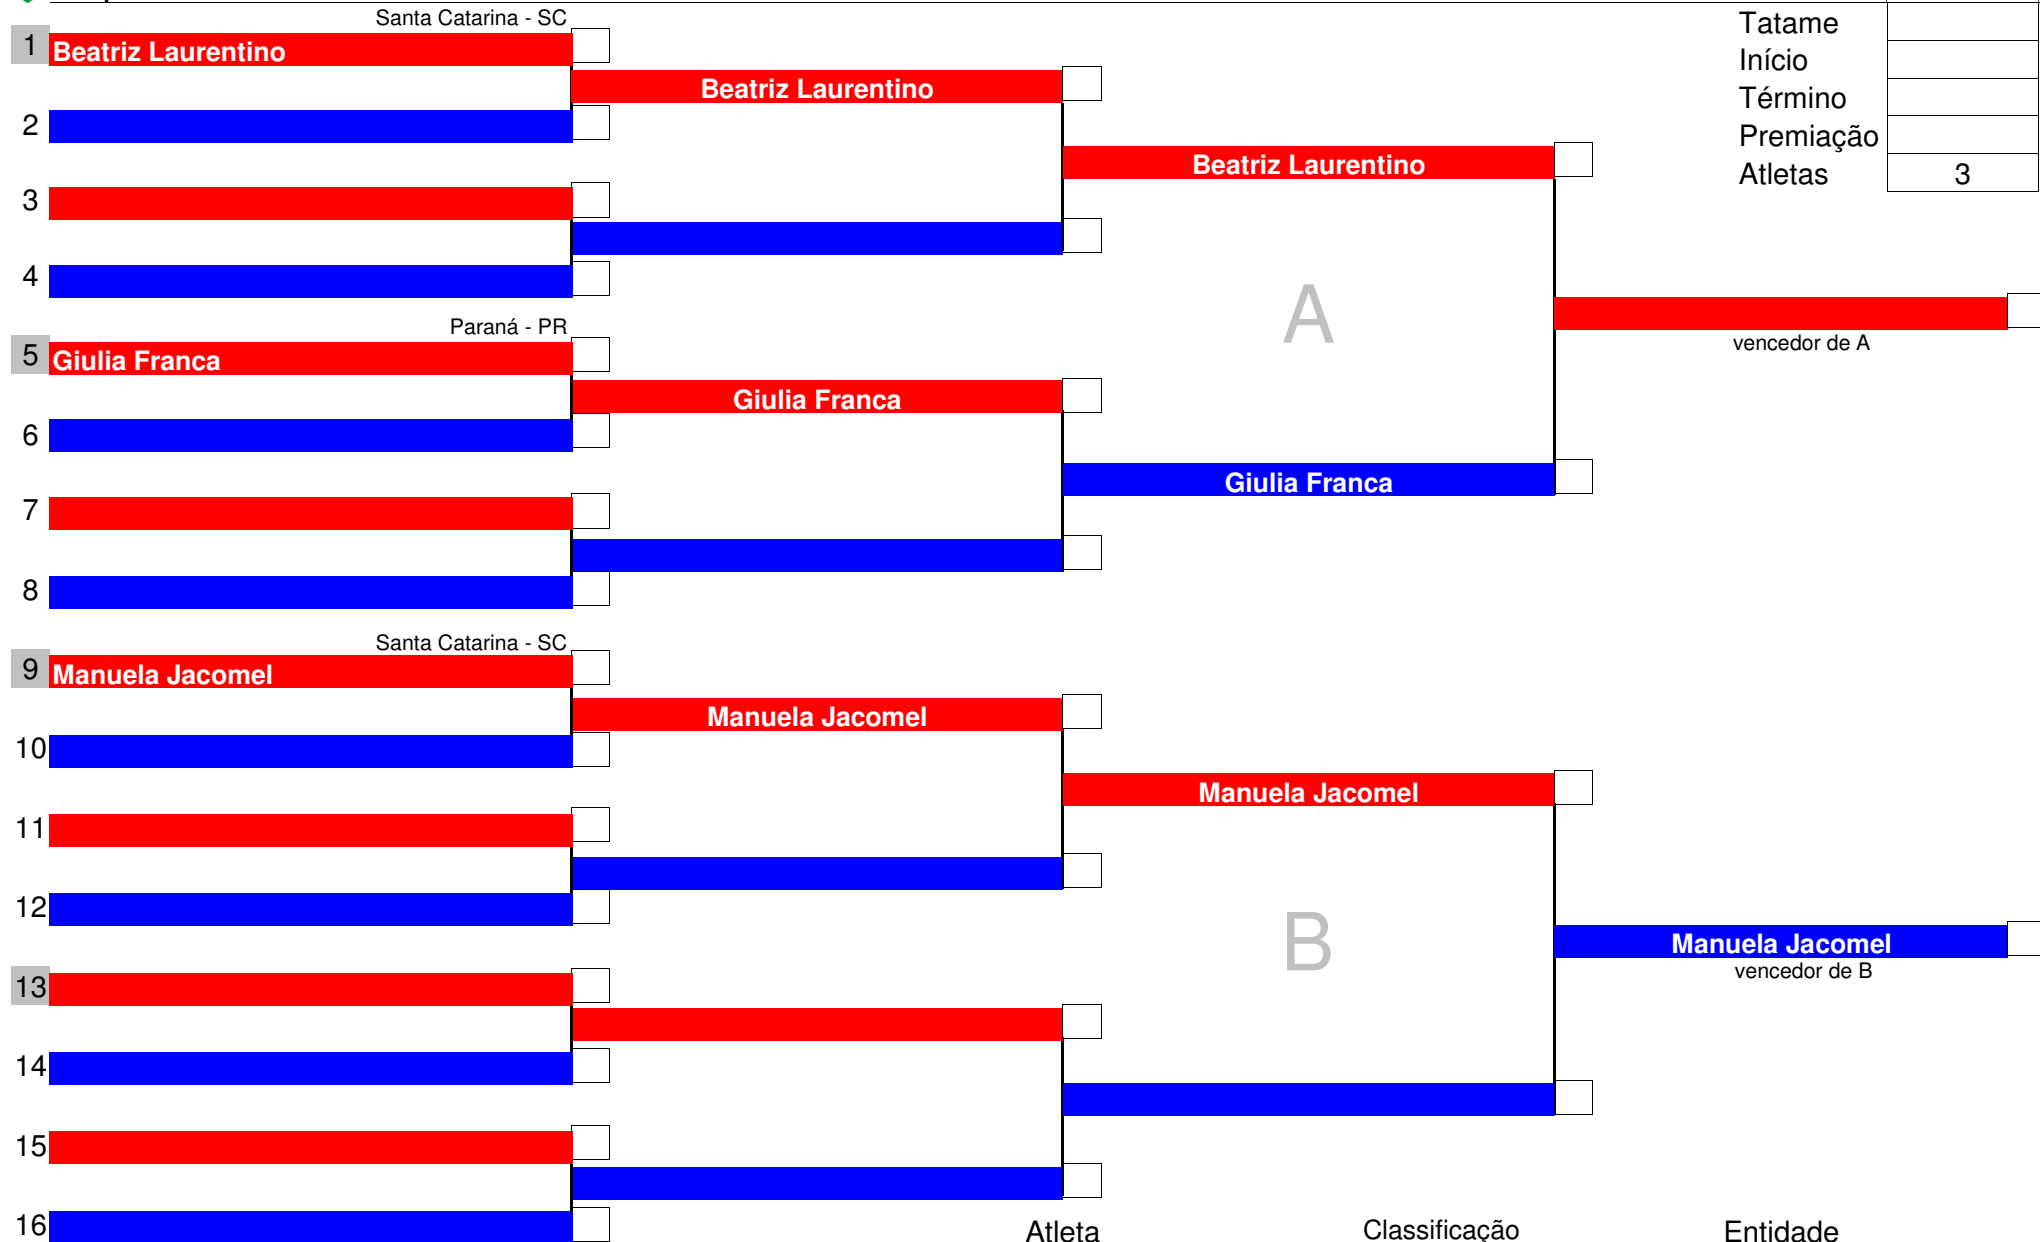 Santa Catarina - SC
Tatame
1 Beatriz Laurentino
Início
Beatriz Laurentino
Término
2
Premiação
Beatriz Laurentino
Atletas 3
3
4
A
Paraná - PR
vencedor de A
5 Giulia Franca
Giulia Franca
6
Giulia Franca
7
8
Santa Catarina - SC
9 Manuela Jacomel
Manuela Jacomel
10
Manuela Jacomel
11
12
B
Manuela Jacomel
vencedor de B
13
14
15
16
Atleta Classificação Entidade